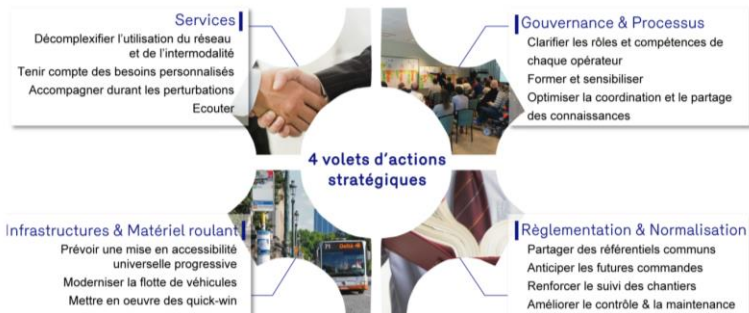 Services
Décomplexifier l'utilisation du réseau
et de l'intermodalité
Tenir compte des besoins personnalisés
Accompagner durant les perturbations
Ecouter
Gouvernance & Processus
Clarifier les rôles et compétences de
chaque opérateur
Former et sensibiliser
Optimiser la coordination et le partage
des connaissances
4 volets d'actions
stratégiques
Infrastructures & Matériel roulant
Prévoir une mise en accessibilité
universelle progressive
Moderniser la flotte de véhicules
Mettre en oeuvre des quick-win
71
Règlementation & Normalisation
Partager des référentiels communs
Anticiper les futures commandes
Renforcer le suivi des chantiers
Améliorer le contrôle & la maintenance